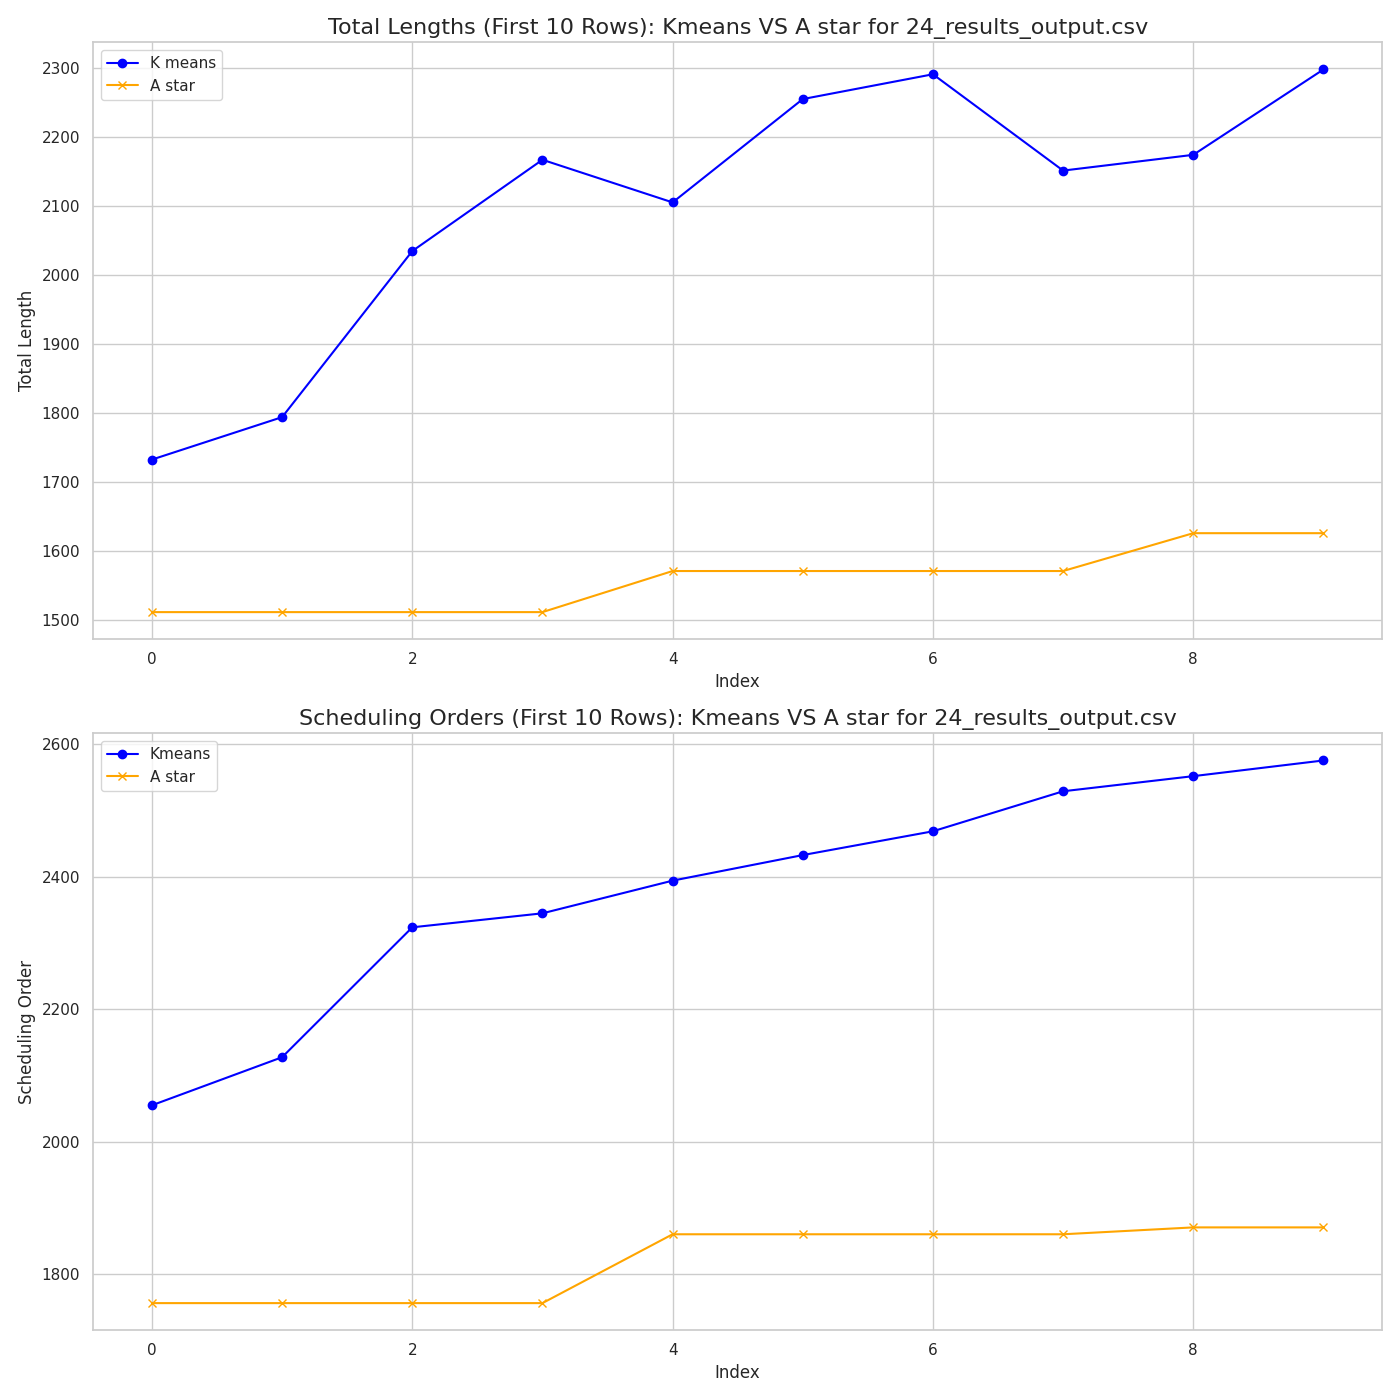 Total Lengths (First 10 Rows): Kmeans VS A star for 24_results_output.csv
K means
A star
2300
2200
2100
2000
1900
1800
1700
1600
1500
Total Length
0 2 4 6 8
Index
Scheduling Orders (First 10 Rows): Kmeans VS A star for 24_results_output.csv
Kmeans
A star
2600
2400
2200
2000
1800
Scheduling Order
0 2 4 6 8
Index